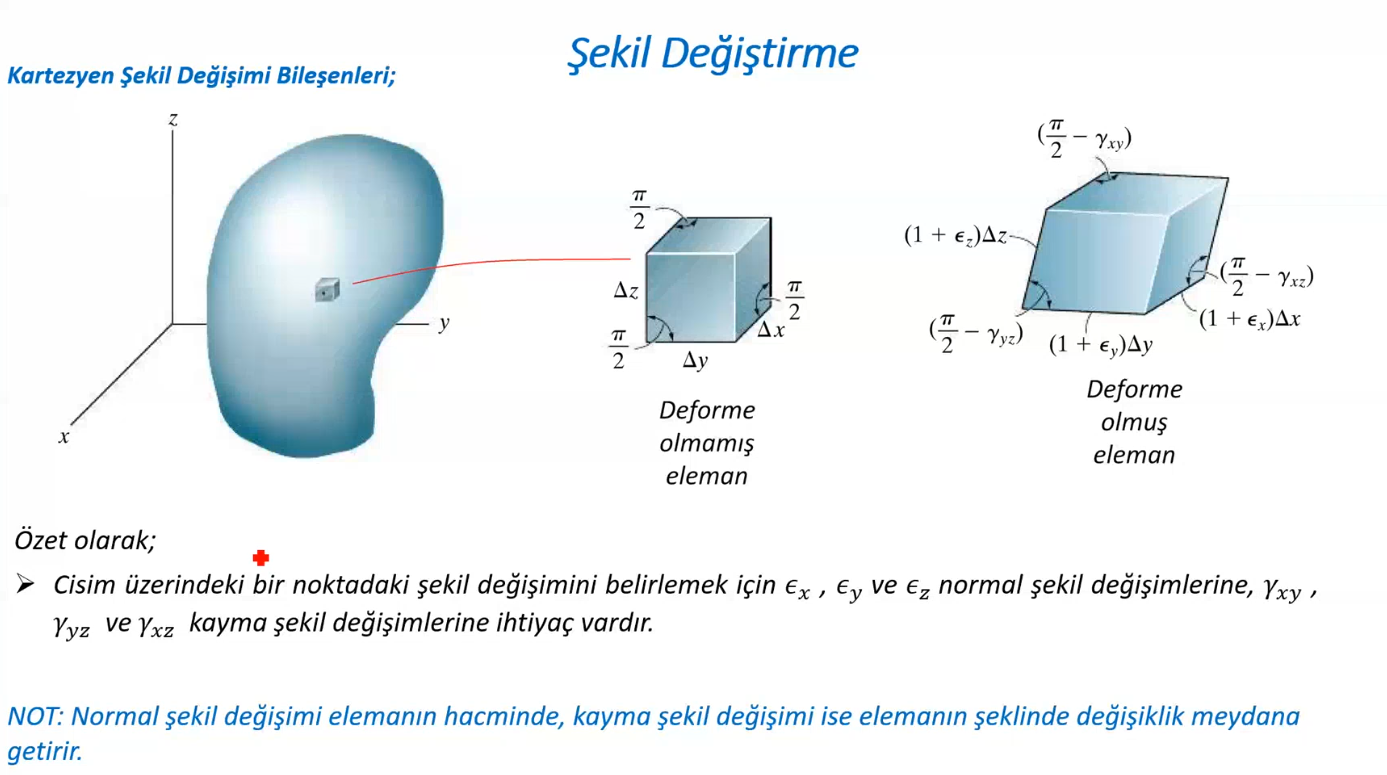 Şekil Değiştirme
Kartezyen Şekil Değişimi Bileşenleri;
z
y
x
π/2
Δz
π/2
Δy
Δx
π/2
Deforme
olmamış
eleman
(π/2 − γxy)
(1 + ϵz)Δz
(π/2 − γxz)
(1 + ϵx)Δx
(π/2 − γyz)
(1 + ϵy)Δy
Deforme
olmuş
eleman
Özet olarak;
➢ Cisim üzerindeki bir noktadaki şekil değişimini belirlemek için ϵx , ϵy ve ϵz normal şekil değişimlerine, γxy ,
γyz ve γxz kayma şekil değişimlerine ihtiyaç vardır.
NOT: Normal şekil değişimi elemanın hacminde, kayma şekil değişimi ise elemanın şeklinde değişiklik meydana
getirir.